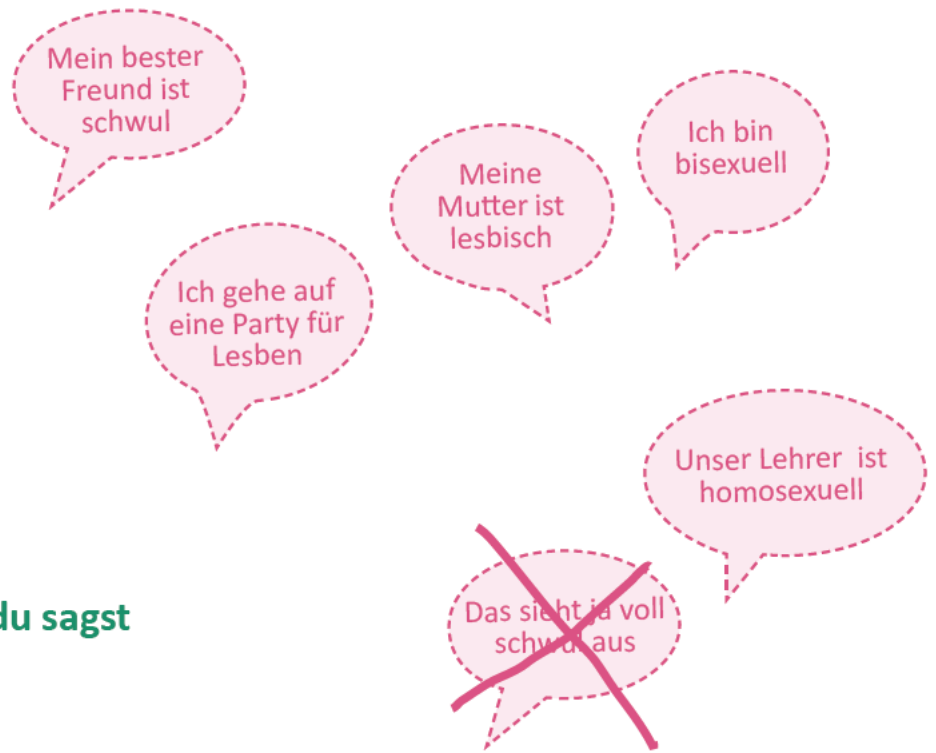 Mein bester
Freund ist
schwul
Ich bin
bisexuell
Meine
Mutter ist
lesbisch
Ich gehe auf
eine Party für
Lesben
Unser Lehrer ist
homosexuell
Das sieht ja voll
schwul aus
du sagst